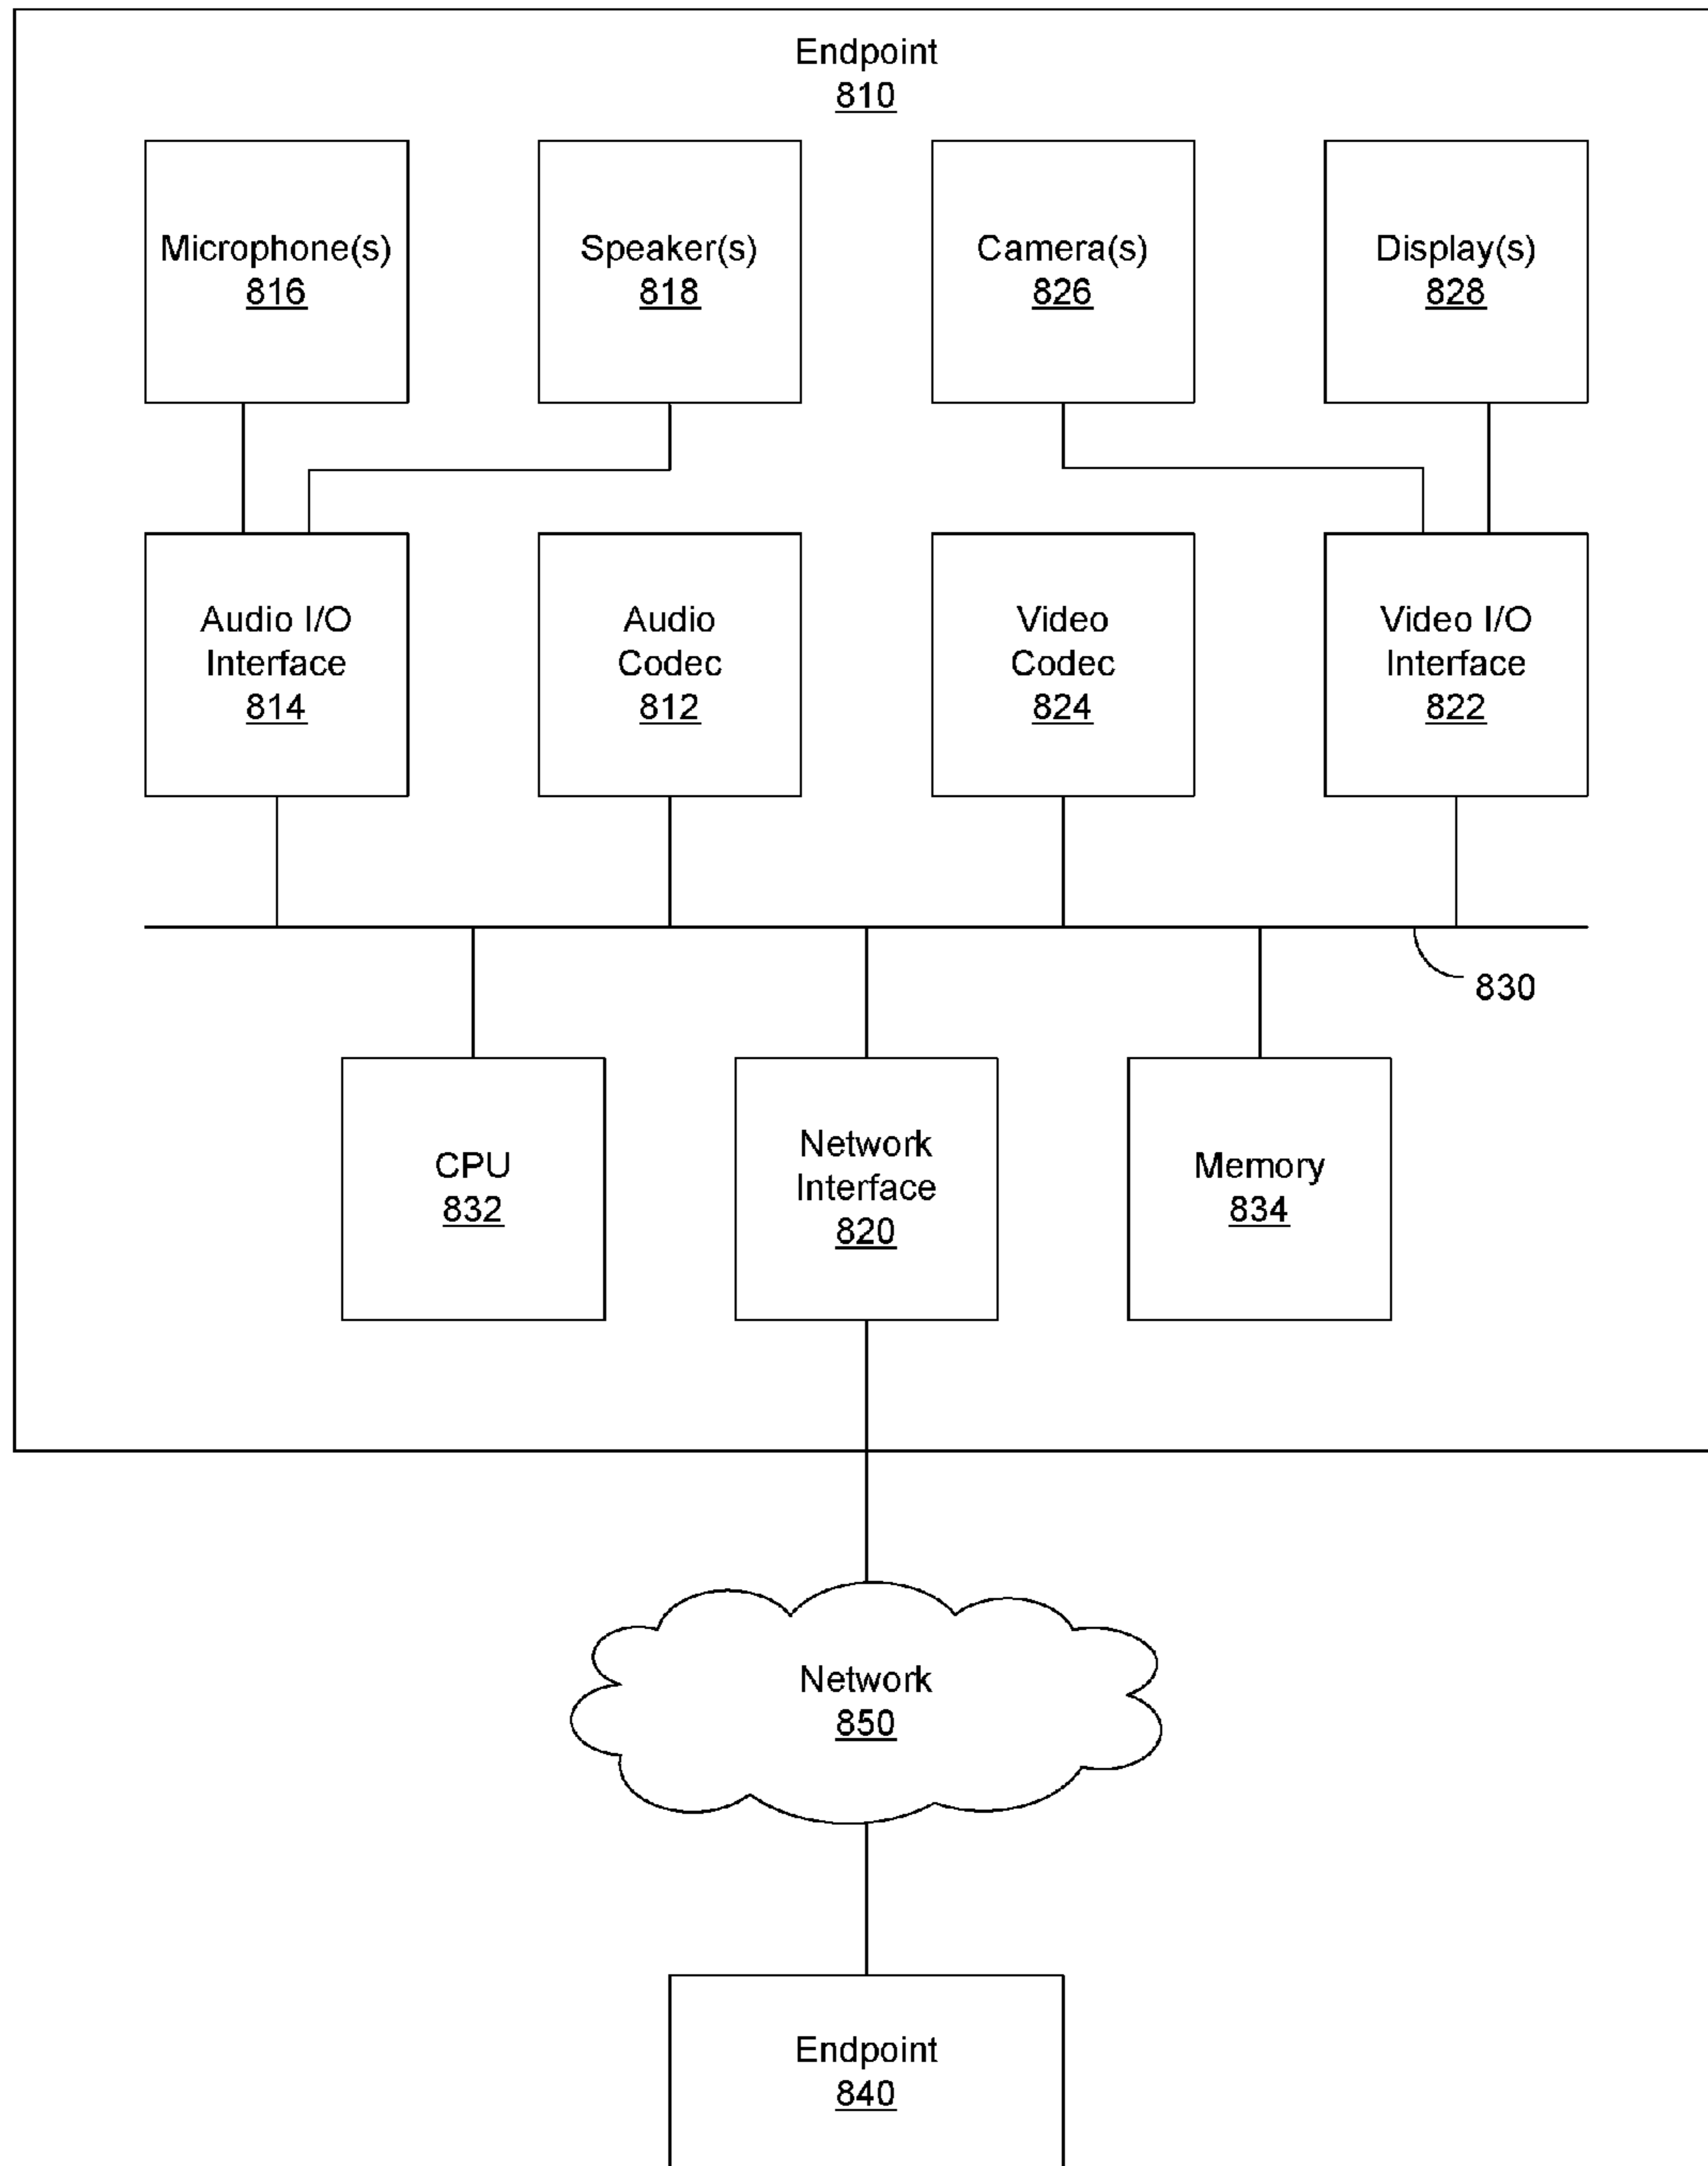 Endpoint
810
Microphone(s)
816
Speaker(s)
818
Camera(s)
826
Display(s)
828
Audio I/O
Interface
814
Audio
Codec
812
Video
Codec
824
Video I/O
Interface
822
830
CPU
832
Network
Interface
820
Memory
834
Network
850
Endpoint
840